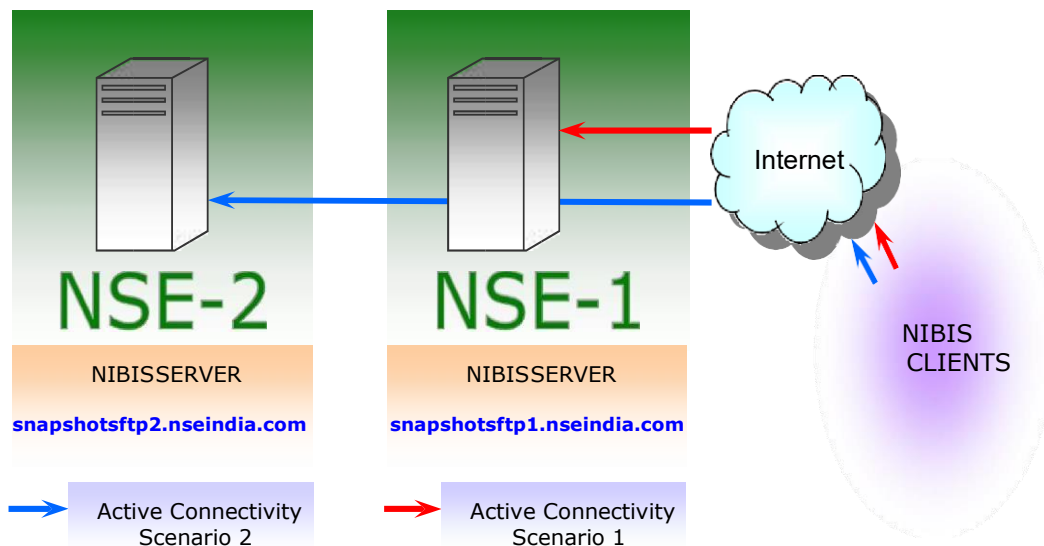 Internet
NSE-2
NSE-1
NIBIS
CLIENTS
NIBISSERVER
NIBISSERVER
snapshotsftp2.nseindia.com
snapshotsftp1.nseindia.com
Active Connectivity
Scenario 2
Active Connectivity
Scenario 1